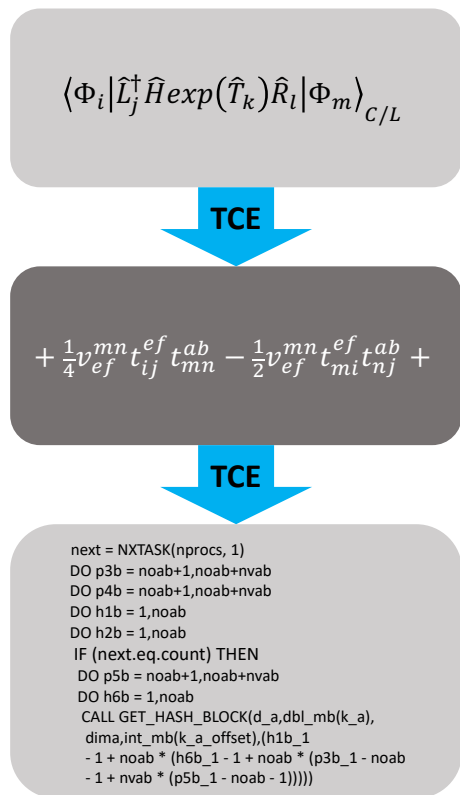 ⟨Φ_i|L̂_j^† Ĥexp(T̂_k)R̂_l|Φ_m⟩_{C/L}
TCE
+ 1/4 v_{ef}^{mn} t_{ij}^{ef} t_{mn}^{ab} − 1/2 v_{ef}^{mn} t_{mi}^{ef} t_{nj}^{ab} +
TCE
next = NXTASK(nprocs, 1)
DO p3b = noab+1,noab+nvab
DO p4b = noab+1,noab+nvab
DO h1b = 1,noab
DO h2b = 1,noab
IF (next.eq.count) THEN
DO p5b = noab+1,noab+nvab
DO h6b = 1,noab
CALL GET_HASH_BLOCK(d_a,dbl_mb(k_a),
dima,int_mb(k_a_offset),(h1b_1
- 1 + noab * (h6b_1 - 1 + noab * (p3b_1 - noab
- 1 + nvab * (p5b_1 - noab - 1)))))